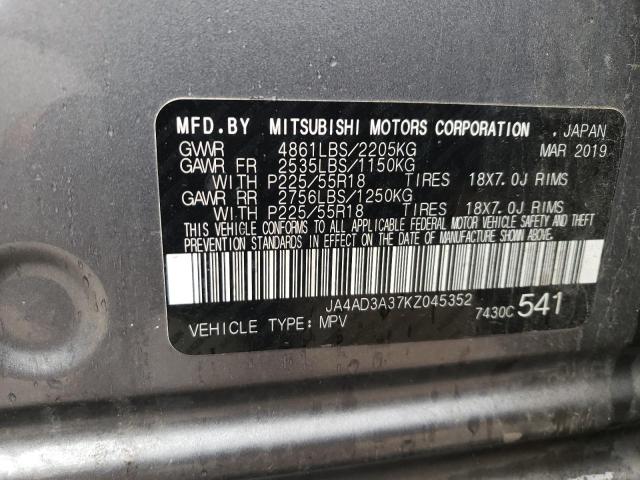 MFD.BY MITSUBISHI MOTORS CORPORATION . JAPAN
GVWR 4861LBS/2205KG MAR 2019
GAWR FR 2535LBS/1150KG
WITH P225/55R18 TIRES 18X7.0J RIMS
GAWR RR 2756LBS/1250KG
WITH P225/55R18 TIRES 18X7.0J RIMS
THIS VEHICLE CONFORMS TO ALL APPLICABLE FEDERAL MOTOR VEHICLE SAFETY AND THEFT
PREVENTION STANDARDS IN EFFECT ON THE DATE OF MANUFACTURE SHOWN ABOVE.
JA4AD3A37KZ045352
VEHICLE TYPE: MPV 7430C 541